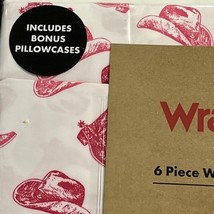 INCLUDES
BONUS
PILLOWCASES
Wra
6 Piece W